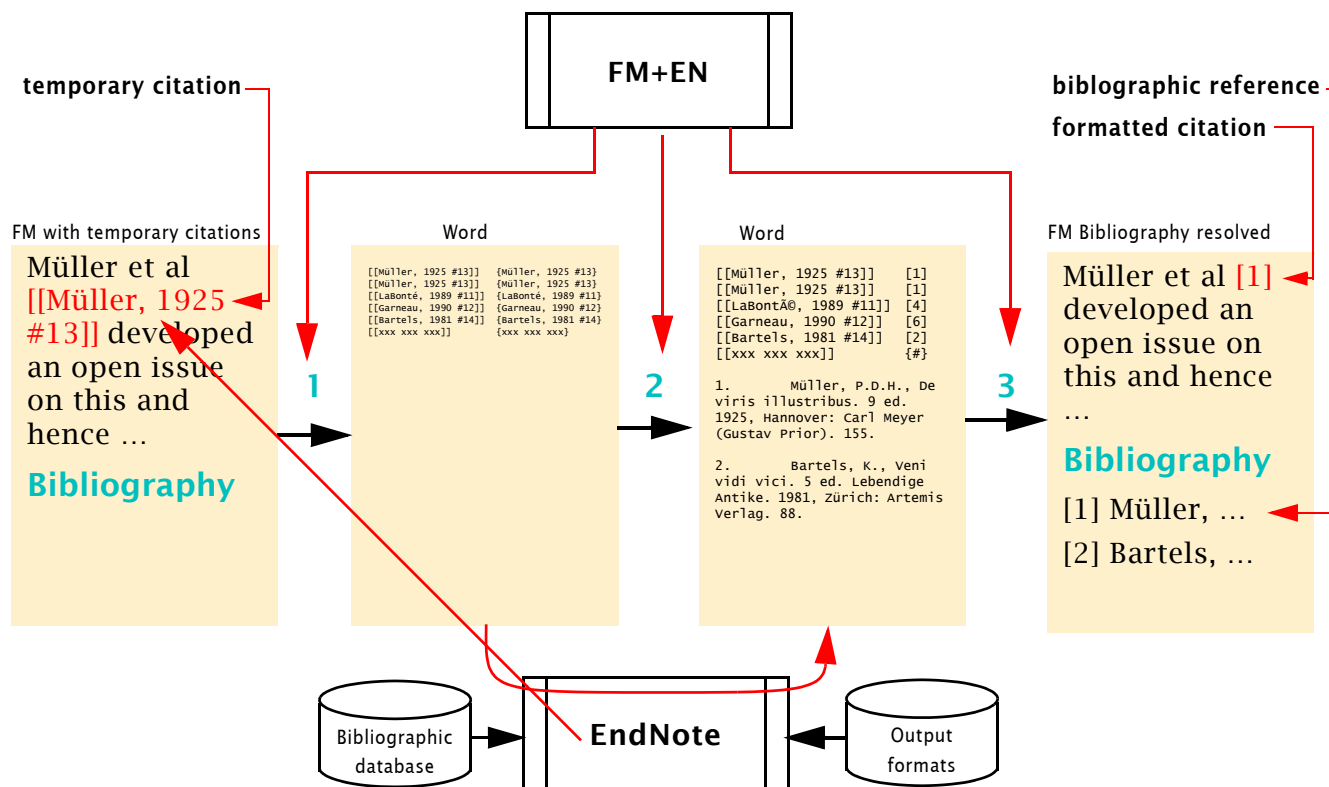 FM+EN
temporary citation
biblographic reference
formatted citation
FM with temporary citations
Müller et al
[[Müller, 1925
#13]] developed
an open issue
on this and
hence …
Bibliography
1
Word
[[Müller, 1925 #13]] {Müller, 1925 #13}
[[Müller, 1925 #13]] {Müller, 1925 #13}
[[LaBonté, 1989 #11]] {LaBonté, 1989 #11}
[[Garneau, 1990 #12]] {Garneau, 1990 #12}
[[Bartels, 1981 #14]] {Bartels, 1981 #14}
[[xxx xxx xxx]] {xxx xxx xxx}
2
Word
[[Müller, 1925 #13]] [1]
[[Müller, 1925 #13]] [1]
[[LaBontÃ©, 1989 #11]] [4]
[[Garneau, 1990 #12]] [6]
[[Bartels, 1981 #14]] [2]
[[xxx xxx xxx]] {#}
1. Müller, P.D.H., De
viris illustribus. 9 ed.
1925, Hannover: Carl Meyer
(Gustav Prior). 155.
2. Bartels, K., Veni
vidi vici. 5 ed. Lebendige
Antike. 1981, Zürich: Artemis
Verlag. 88.
3
FM Bibliography resolved
Müller et al [1]
developed an
open issue on
this and hence
…
Bibliography
[1] Müller, …
[2] Bartels, …
Bibliographic
database
EndNote
Output
formats